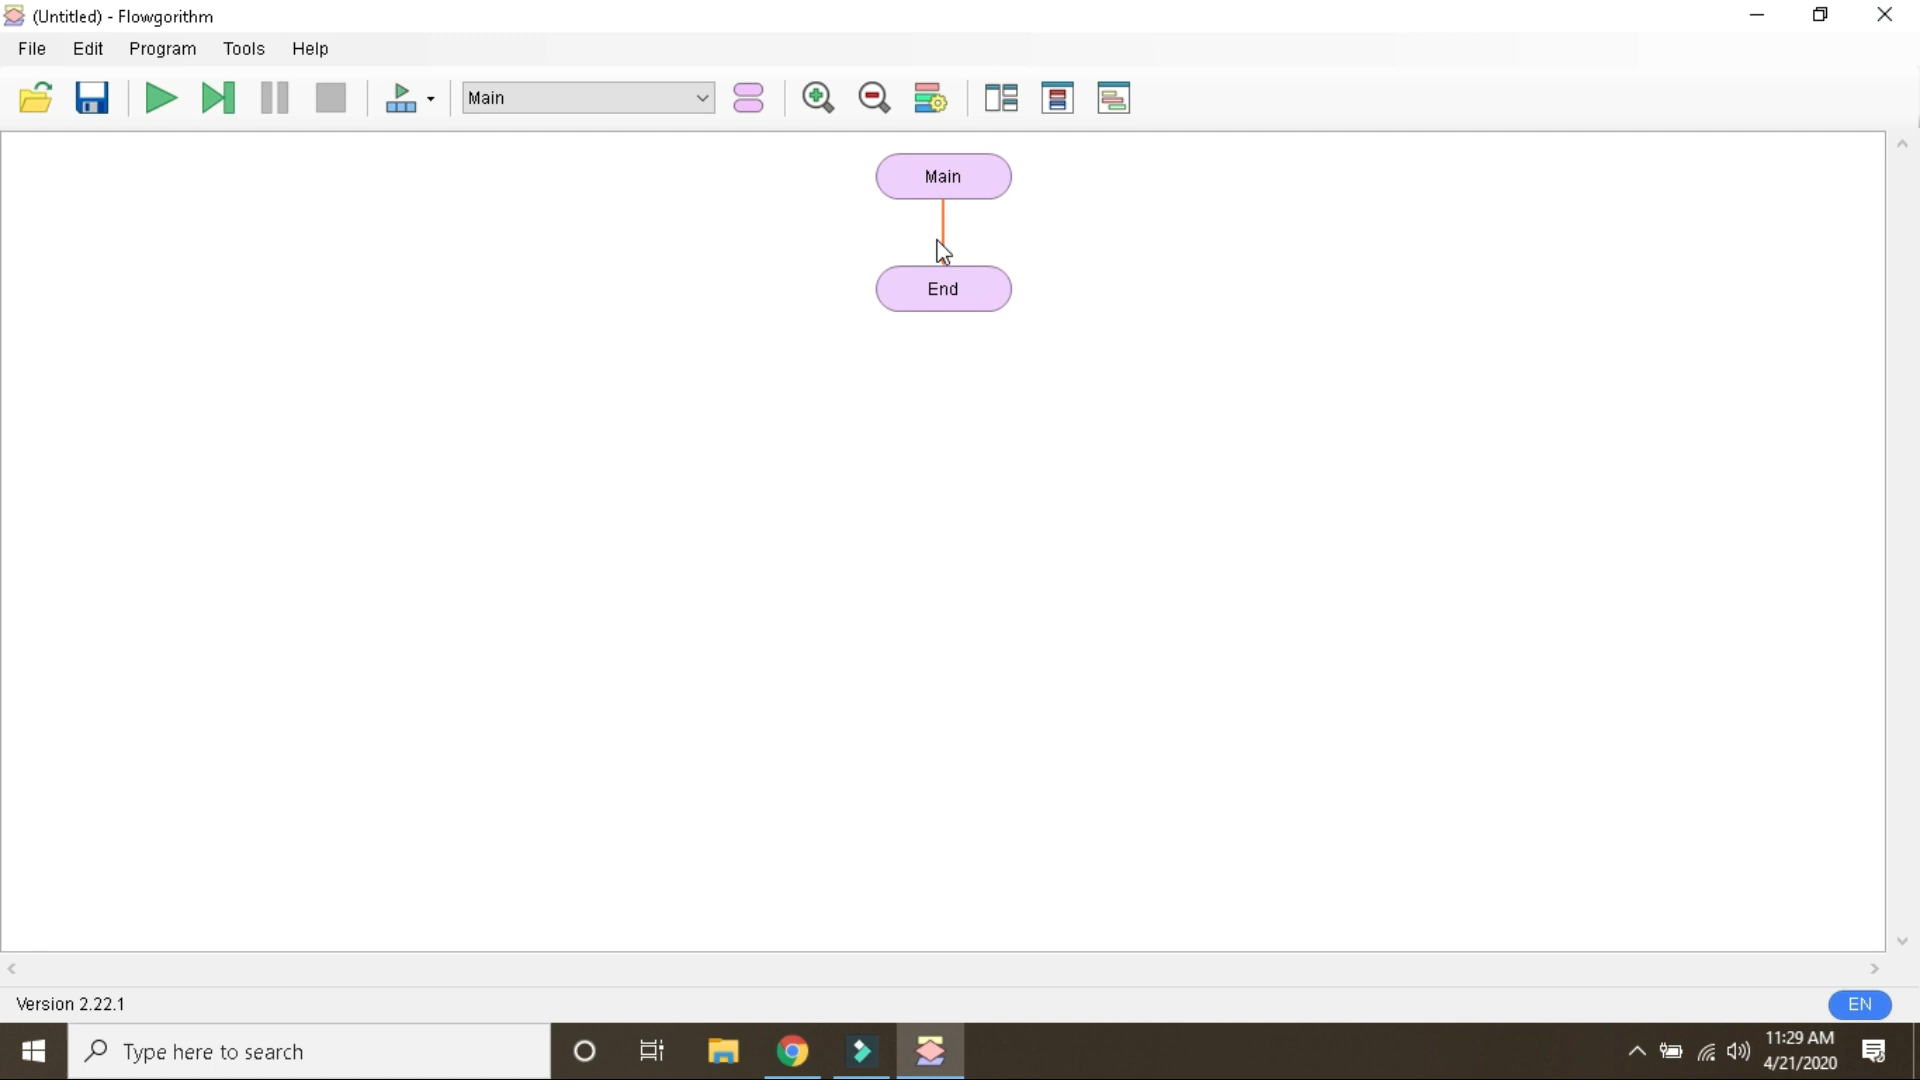 (Untitled) - Flowgorithm
File Edit Program Tools Help
Main
Main
End
Version 2.22.1
EN
Type here to search
11:29 AM
4/21/2020